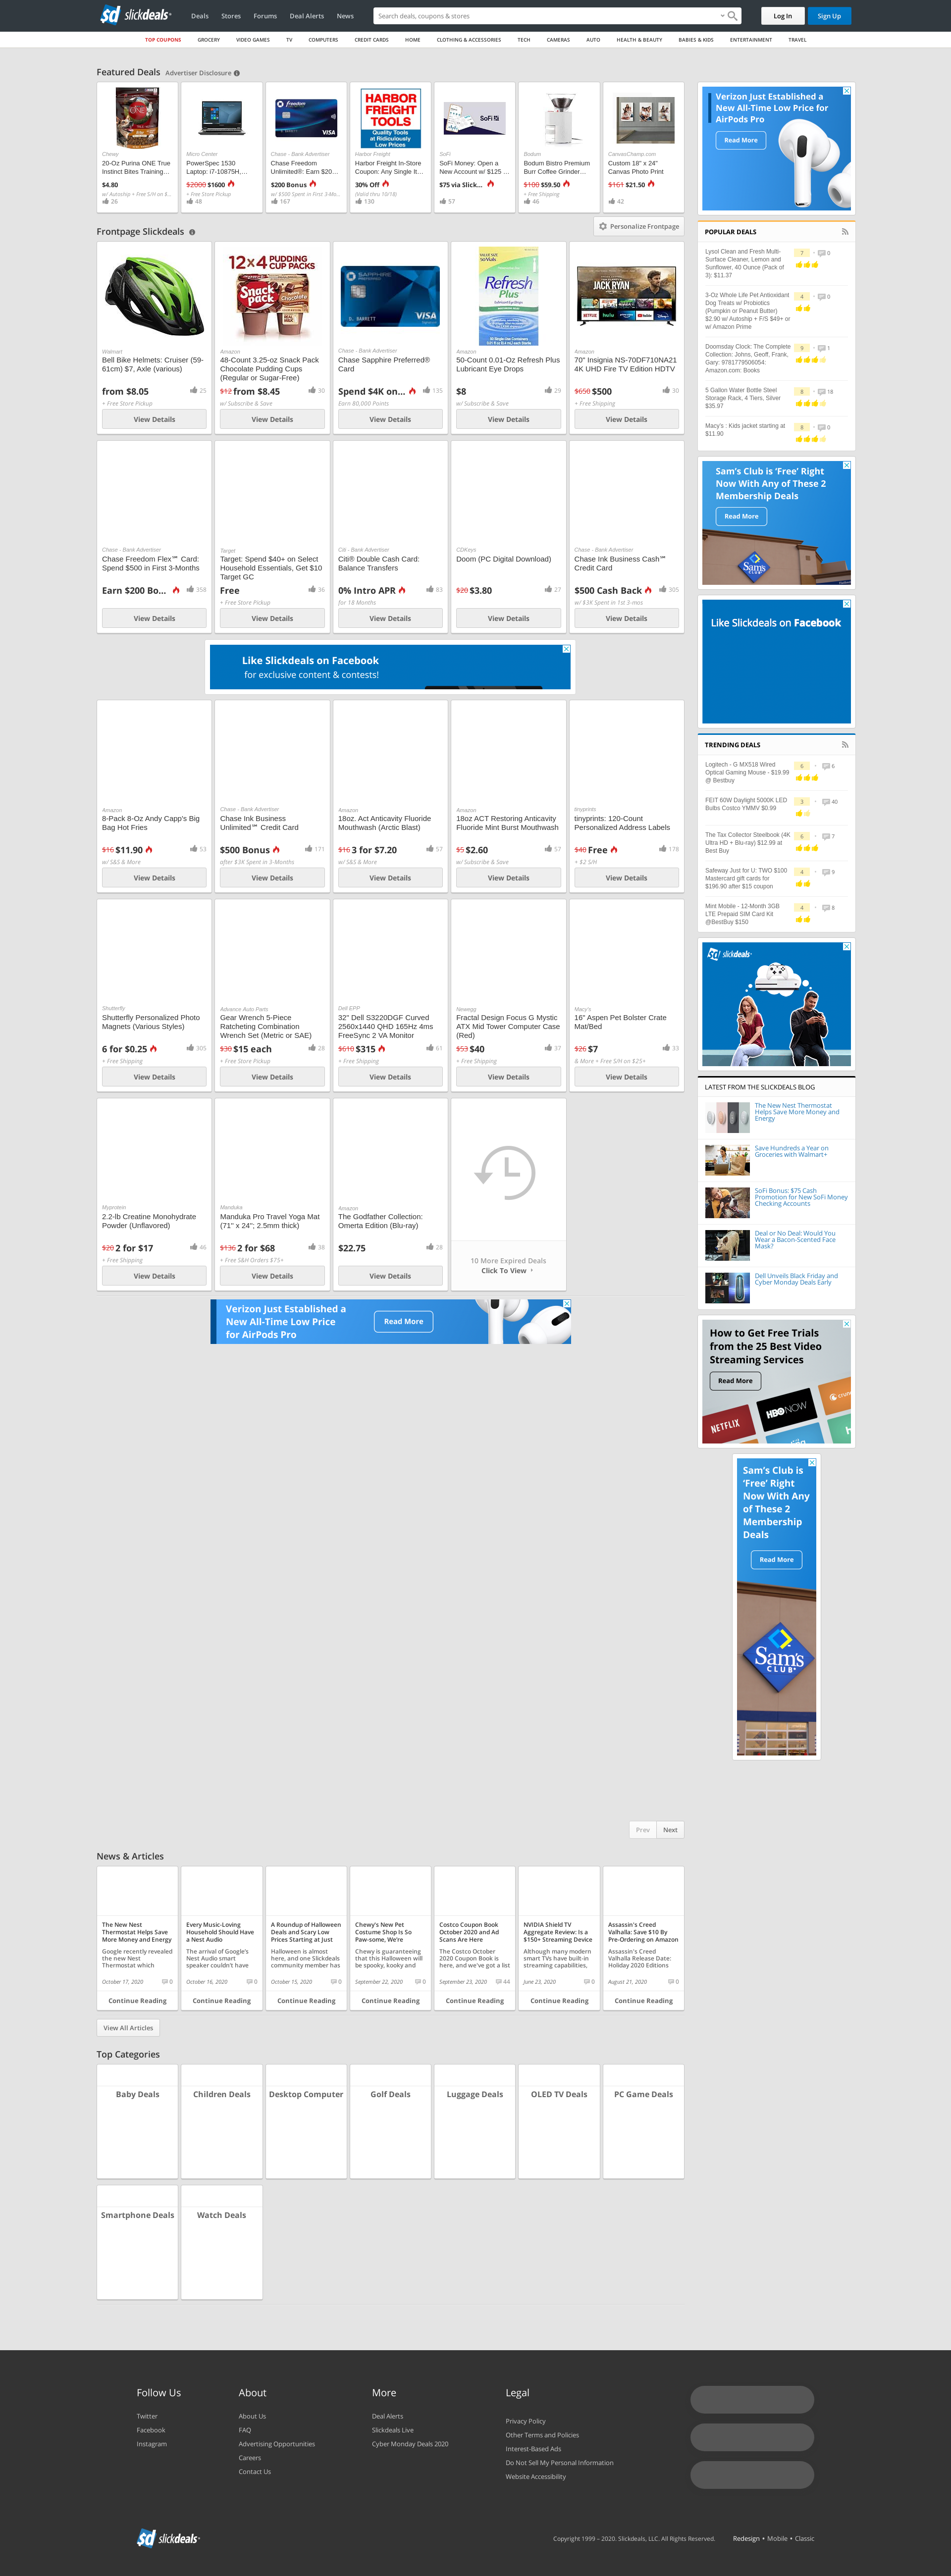 slickdeals
Deals
Stores
Forums
Deal Alerts
News
Search deals, coupons & stores
Log In
Sign Up
TOP COUPONS
GROCERY
VIDEO GAMES
TV
COMPUTERS
CREDIT CARDS
HOME
CLOTHING & ACCESSORIES
TECH
CAMERAS
AUTO
HEALTH & BEAUTY
BABIES & KIDS
ENTERTAINMENT
TRAVEL
Featured Deals Advertiser Disclosure
Chewy
20-Oz Purina ONE True
Instinct Bites Training...
$4.80
w/ Autoship + Free S/H on $...
26
Micro Center
PowerSpec 1530
Laptop: i7-10875H,...
$2000 $1600
+ Free Store Pickup
48
Chase - Bank Advertiser
Chase Freedom
Unlimited®: Earn $20...
$200 Bonus
w/ $500 Spent in First 3-Mo...
167
HARBOR
FREIGHT
TOOLS
Quality Tools
at Ridiculously
Low Prices
Harbor Freight
Harbor Freight In-Store
Coupon: Any Single It...
30% Off
(Valid thru 10/18)
130
SoFi
SoFi
SoFi Money: Open a
New Account w/ $125 ...
$75 via Slick...
57
Bodum
Bodum Bistro Premium
Burr Coffee Grinder...
$100 $59.50
+ Free Shipping
46
CanvasChamp.com
Custom 18" x 24"
Canvas Photo Print
$161 $21.50
42
Frontpage Slickdeals
Personalize Frontpage
Walmart
Bell Bike Helmets: Cruiser (59-
61cm) $7, Axle (various)
from $8.05
25
+ Free Store Pickup
View Details
12×4 PUDDING
CUP PACKS
Snack
pack
Chocolate
Amazon
48-Count 3.25-oz Snack Pack
Chocolate Pudding Cups
(Regular or Sugar-Free)
$12 from $8.45
30
w/ Subscribe & Save
View Details
SAPPHIRE
PREFERRED
D. BARRETT
VISA
Chase - Bank Advertiser
Chase Sapphire Preferred®
Card
Spend $4K on...
135
Earn 80,000 Points
View Details
Refresh
Plus
Amazon
50-Count 0.01-Oz Refresh Plus
Lubricant Eye Drops
$8
29
w/ Subscribe & Save
View Details
JACK RYAN
Amazon
70" Insignia NS-70DF710NA21
4K UHD Fire TV Edition HDTV
$650 $500
30
+ Free Shipping
View Details
Chase - Bank Advertiser
Chase Freedom Flex℠ Card:
Spend $500 in First 3-Months
Earn $200 Bo...
358
View Details
Target
Target: Spend $40+ on Select
Household Essentials, Get $10
Target GC
Free
36
+ Free Store Pickup
View Details
Citi - Bank Advertiser
Citi® Double Cash Card:
Balance Transfers
0% Intro APR
83
for 18 Months
View Details
CDKeys
Doom (PC Digital Download)
$20 $3.80
27
View Details
Chase - Bank Advertiser
Chase Ink Business Cash℠
Credit Card
$500 Cash Back
305
w/ $3K Spent in 1st 3-mos
View Details
Like Slickdeals on Facebook
for exclusive content & contests!
Amazon
8-Pack 8-Oz Andy Capp's Big
Bag Hot Fries
$16 $11.90
53
w/ S&S & More
View Details
Chase - Bank Advertiser
Chase Ink Business
Unlimited℠ Credit Card
$500 Bonus
171
after $3K Spent in 3-Months
View Details
Amazon
18oz. Act Anticavity Fluoride
Mouthwash (Arctic Blast)
$16 3 for $7.20
57
w/ S&S & More
View Details
Amazon
18oz ACT Restoring Anticavity
Fluoride Mint Burst Mouthwash
$5 $2.60
57
w/ Subscribe & Save
View Details
tinyprints
tinyprints: 120-Count
Personalized Address Labels
$40 Free
178
+ $2 S/H
View Details
Shutterfly
Shutterfly Personalized Photo
Magnets (Various Styles)
6 for $0.25
305
+ Free Shipping
View Details
Advance Auto Parts
Gear Wrench 5-Piece
Ratcheting Combination
Wrench Set (Metric or SAE)
$30 $15 each
28
+ Free Store Pickup
View Details
Dell EPP
32" Dell S3220DGF Curved
2560x1440 QHD 165Hz 4ms
FreeSync 2 VA Monitor
$610 $315
61
+ Free Shipping
View Details
Newegg
Fractal Design Focus G Mystic
ATX Mid Tower Computer Case
(Red)
$53 $40
37
+ Free Shipping
View Details
Macy's
16" Aspen Pet Bolster Crate
Mat/Bed
$26 $7
33
& More + Free S/H on $25+
View Details
Myprotein
2.2-lb Creatine Monohydrate
Powder (Unflavored)
$20 2 for $17
46
+ Free Shipping
View Details
Manduka
Manduka Pro Travel Yoga Mat
(71" x 24"; 2.5mm thick)
$136 2 for $68
38
+ Free S&H Orders $75+
View Details
Amazon
The Godfather Collection:
Omerta Edition (Blu-ray)
$22.75
28
View Details
10 More Expired Deals
Click To View
Verizon Just Established a
New All-Time Low Price
for AirPods Pro
Read More
Prev
Next
Verizon Just Established a
New All-Time Low Price for
AirPods Pro
Read More
POPULAR DEALS
Lysol Clean and Fresh Multi-
Surface Cleaner, Lemon and
Sunflower, 40 Ounce (Pack of
3): $11.37
7
0
3-Oz Whole Life Pet Antioxidant
Dog Treats w/ Probiotics
(Pumpkin or Peanut Butter)
$2.90 w/ Autoship + F/S $49+ or
w/ Amazon Prime
4
0
Doomsday Clock: The Complete
Collection: Johns, Geoff, Frank,
Gary: 9781779506054:
Amazon.com: Books
9
1
5 Gallon Water Bottle Steel
Storage Rack, 4 Tiers, Silver
$35.97
8
18
Macy's : Kids jacket starting at
$11.90
8
0
Sam's Club is 'Free' Right
Now With Any of These 2
Membership Deals
Read More
Sam's
CLUB
Like Slickdeals on Facebook
TRENDING DEALS
Logitech - G MX518 Wired
Optical Gaming Mouse - $19.99
@ Bestbuy
6
6
FEIT 60W Daylight 5000K LED
Bulbs Costco YMMV $0.99
3
40
The Tax Collector Steelbook (4K
Ultra HD + Blu-ray) $12.99 at
Best Buy
6
7
Safeway Just for U: TWO $100
Mastercard gift cards for
$196.90 after $15 coupon
4
9
Mint Mobile - 12-Month 3GB
LTE Prepaid SIM Card Kit
@BestBuy $150
4
8
slickdeals
LATEST FROM THE SLICKDEALS BLOG
The New Nest Thermostat
Helps Save More Money and
Energy
Save Hundreds a Year on
Groceries with Walmart+
SoFi Bonus: $75 Cash
Promotion for New SoFi Money
Checking Accounts
Deal or No Deal: Would You
Wear a Bacon-Scented Face
Mask?
Dell Unveils Black Friday and
Cyber Monday Deals Early
How to Get Free Trials
from the 25 Best Video
Streaming Services
Read More
NETFLIX
HBO NOW
Sam's Club is
'Free' Right
Now With Any
of These 2
Membership
Deals
Read More
Sam's
CLUB
News & Articles
The New Nest
Thermostat Helps Save
More Money and Energy
Google recently revealed
the new Nest
Thermostat which
October 17, 2020
0
Continue Reading
Every Music-Loving
Household Should Have
a Nest Audio
The arrival of Google's
Nest Audio smart
speaker couldn't have
October 16, 2020
0
Continue Reading
A Roundup of Halloween
Deals and Scary Low
Prices Starting at Just
Halloween is almost
here, and one Slickdeals
community member has
October 15, 2020
0
Continue Reading
Chewy's New Pet
Costume Shop Is So
Paw-some, We're
Chewy is guaranteeing
that this Halloween will
be spooky, kooky and
September 22, 2020
0
Continue Reading
Costco Coupon Book
October 2020 and Ad
Scans Are Here
The Costco October
2020 Coupon Book is
here, and we've got a list
September 23, 2020
44
Continue Reading
NVIDIA Shield TV
Aggregate Review: Is a
$150+ Streaming Device
Although many modern
smart TVs have built-in
streaming capabilities,
June 23, 2020
0
Continue Reading
Assassin's Creed
Valhalla: Save $10 By
Pre-Ordering on Amazon
Assassin's Creed
Valhalla Release Date:
Holiday 2020 Editions
August 21, 2020
0
Continue Reading
View All Articles
Top Categories
Baby Deals
Children Deals
Desktop Computer
Golf Deals
Luggage Deals
OLED TV Deals
PC Game Deals
Smartphone Deals
Watch Deals
Follow Us
Twitter
Facebook
Instagram
About
About Us
FAQ
Advertising Opportunities
Careers
Contact Us
More
Deal Alerts
Slickdeals Live
Cyber Monday Deals 2020
Legal
Privacy Policy
Other Terms and Policies
Interest-Based Ads
Do Not Sell My Personal Information
Website Accessibility
slickdeals
Copyright 1999 – 2020. Slickdeals, LLC. All Rights Reserved.
Redesign • Mobile • Classic